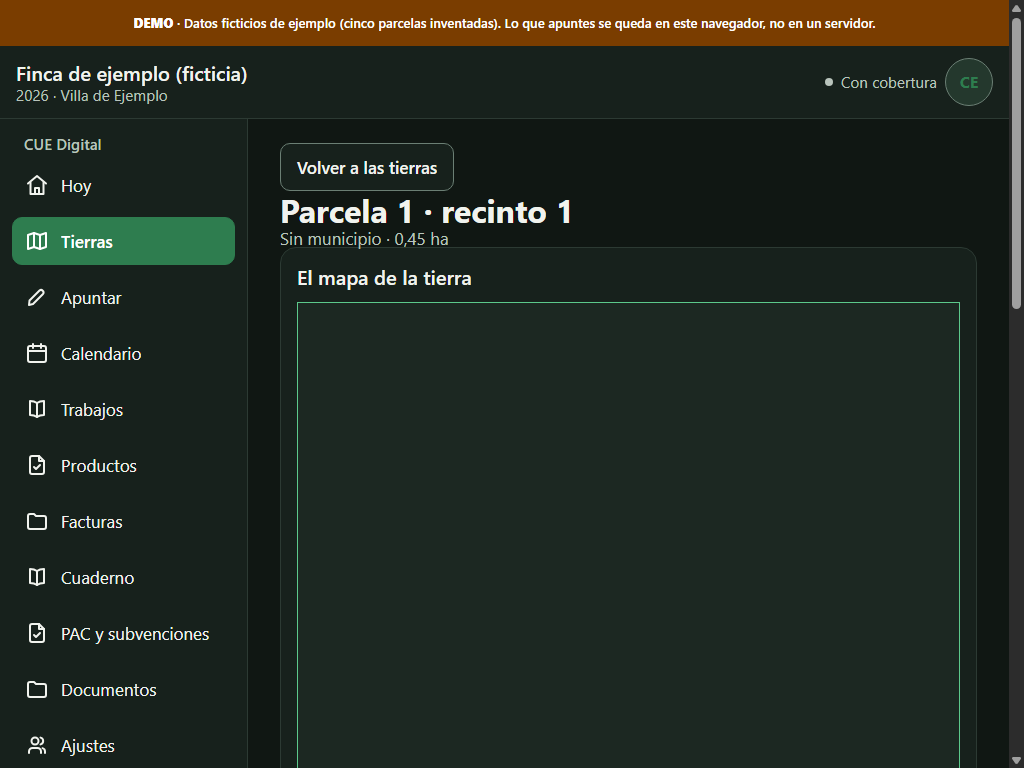 DEMO · Datos ficticios de ejemplo (cinco parcelas inventadas). Lo que apuntes se queda en este navegador, no en un servidor.
Finca de ejemplo (ficticia)
2026 · Villa de Ejemplo
Con cobertura
CE
CUE Digital
Hoy
Tierras
Apuntar
Calendario
Trabajos
Productos
Facturas
Cuaderno
PAC y subvenciones
Documentos
Ajustes
Volver a las tierras
Parcela 1 · recinto 1
Sin municipio · 0,45 ha
El mapa de la tierra